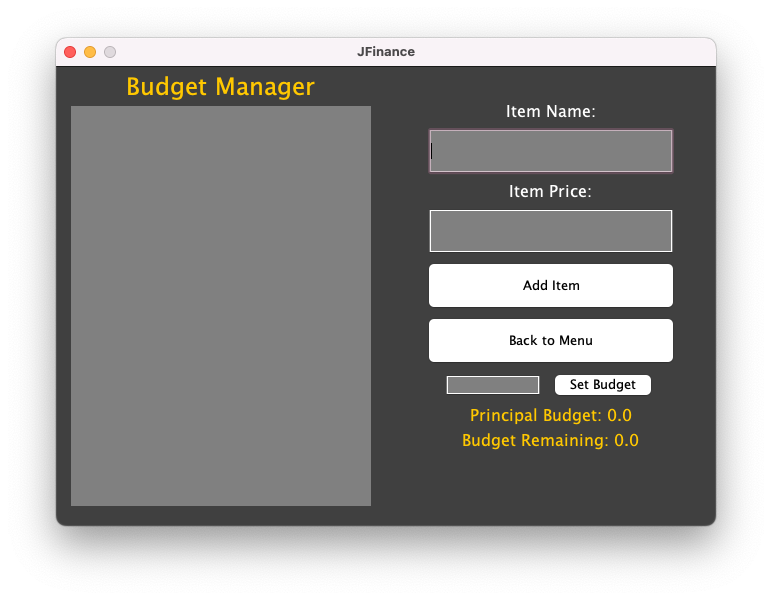 JFinance
Budget Manager
Item Name:
Item Price:
Add Item
Back to Menu
Set Budget
Principal Budget: 0.0
Budget Remaining: 0.0